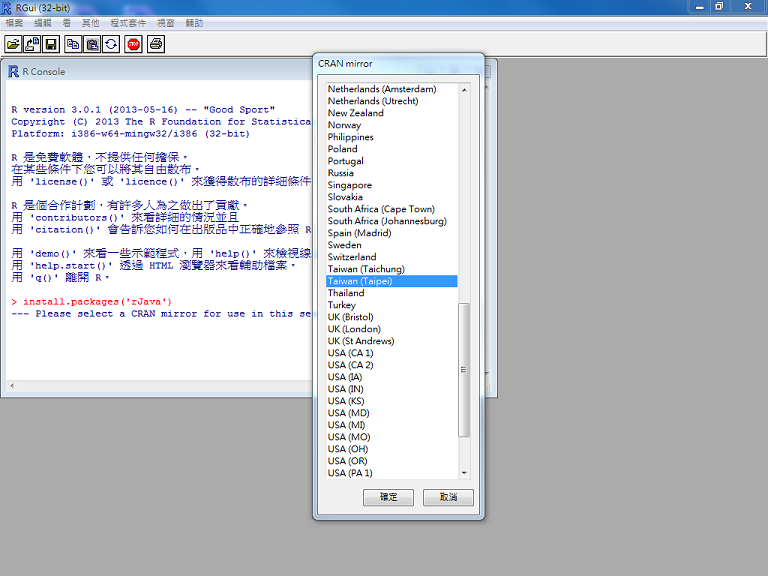 RGui (32-bit)
檔案 編輯 看 其他 程式套件 視窗 輔助
STOP
R Console
R version 3.0.1 (2013-05-16) -- "Good Sport"
Copyright (C) 2013 The R Foundation for Statistica
Platform: i386-w64-mingw32/i386 (32-bit)
R 是免費軟體，不提供任何擔保。
在某些條件下您可以將其自由散布。
用 'license()' 或 'licence()' 來獲得散布的詳細條件
R 是個合作計劃，有許多人為之做出了貢獻。
用 'contributors()' 來看詳細的情況並且
用 'citation()' 會告訴您如何在出版品中正確地參照 R
用 'demo()' 來看一些示範程式，用 'help()' 來檢視線
用 'help.start()' 透過 HTML 瀏覽器來看輔助檔案。
用 'q()' 離開 R。
> install.packages('rJava')
--- Please select a CRAN mirror for use in this se
CRAN mirror
Netherlands (Amsterdam)
Netherlands (Utrecht)
New Zealand
Norway
Philippines
Poland
Portugal
Russia
Singapore
Slovakia
South Africa (Cape Town)
South Africa (Johannesburg)
Spain (Madrid)
Sweden
Switzerland
Taiwan (Taichung)
Taiwan (Taipei)
Thailand
Turkey
UK (Bristol)
UK (London)
UK (St Andrews)
USA (CA 1)
USA (CA 2)
USA (IA)
USA (IN)
USA (KS)
USA (MD)
USA (MI)
USA (MO)
USA (OH)
USA (OR)
USA (PA 1)
確定 取消